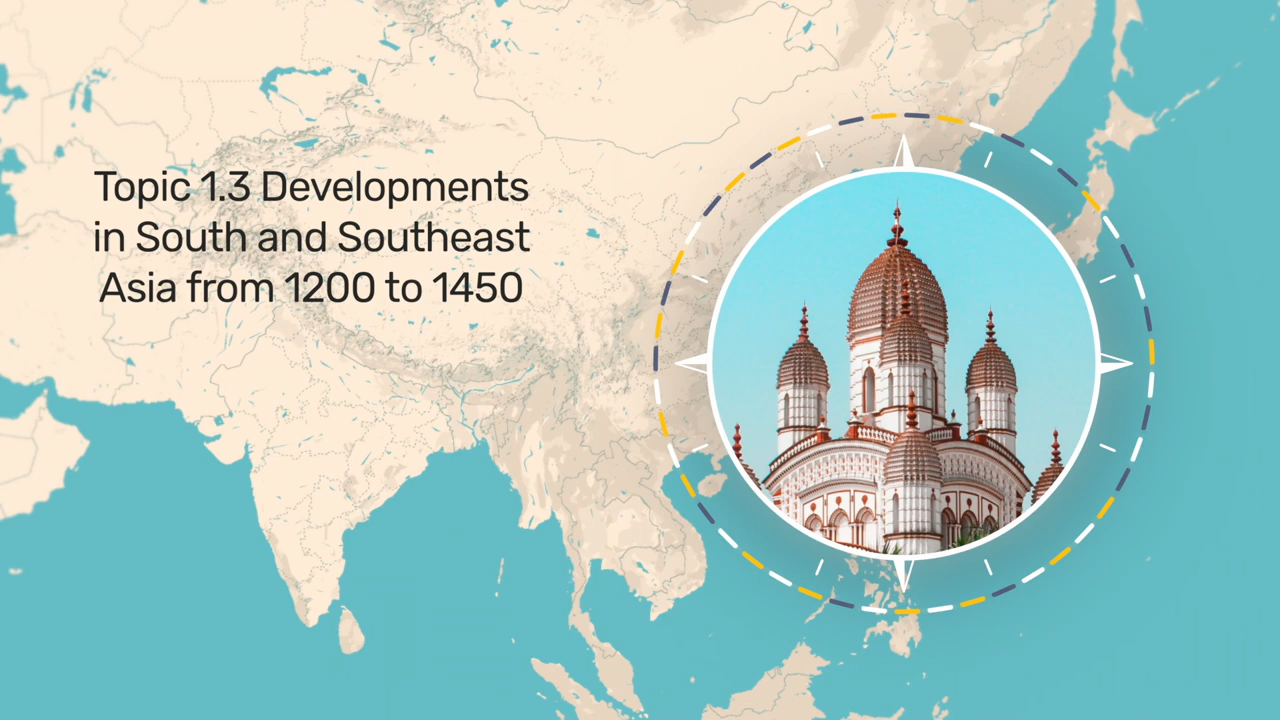 Topic 1.3 Developments
in South and Southeast
Asia from 1200 to 1450